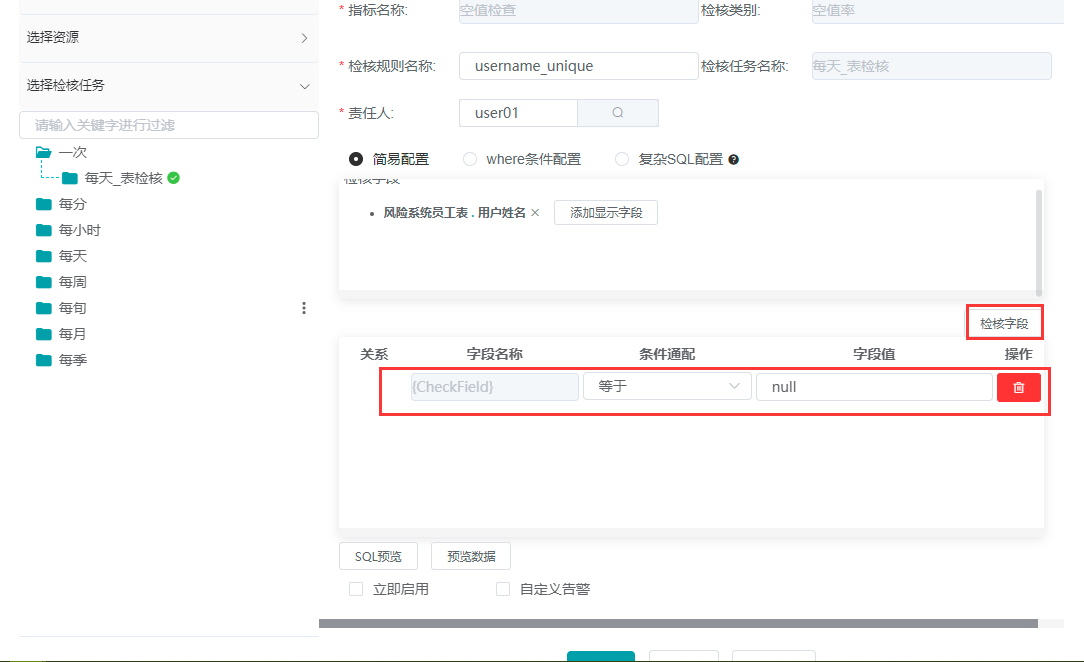 * 指标名称: 空值检查 检核类别: 空值率
选择资源
* 检核规则名称: username_unique 检核任务名称: 每天_表检核
选择检核任务
* 责任人: user01
请输入关键字进行过滤
一次
每天_表检核
每分
每小时
每天
每周
每旬
每月
每季
简易配置 where条件配置 复杂SQL配置
检核字段
• 风险系统员工表 . 用户姓名 × 添加显示字段
检核字段
关系 字段名称 条件通配 字段值 操作
{CheckField} 等于 null
SQL预览 预览数据
立即启用 自定义告警